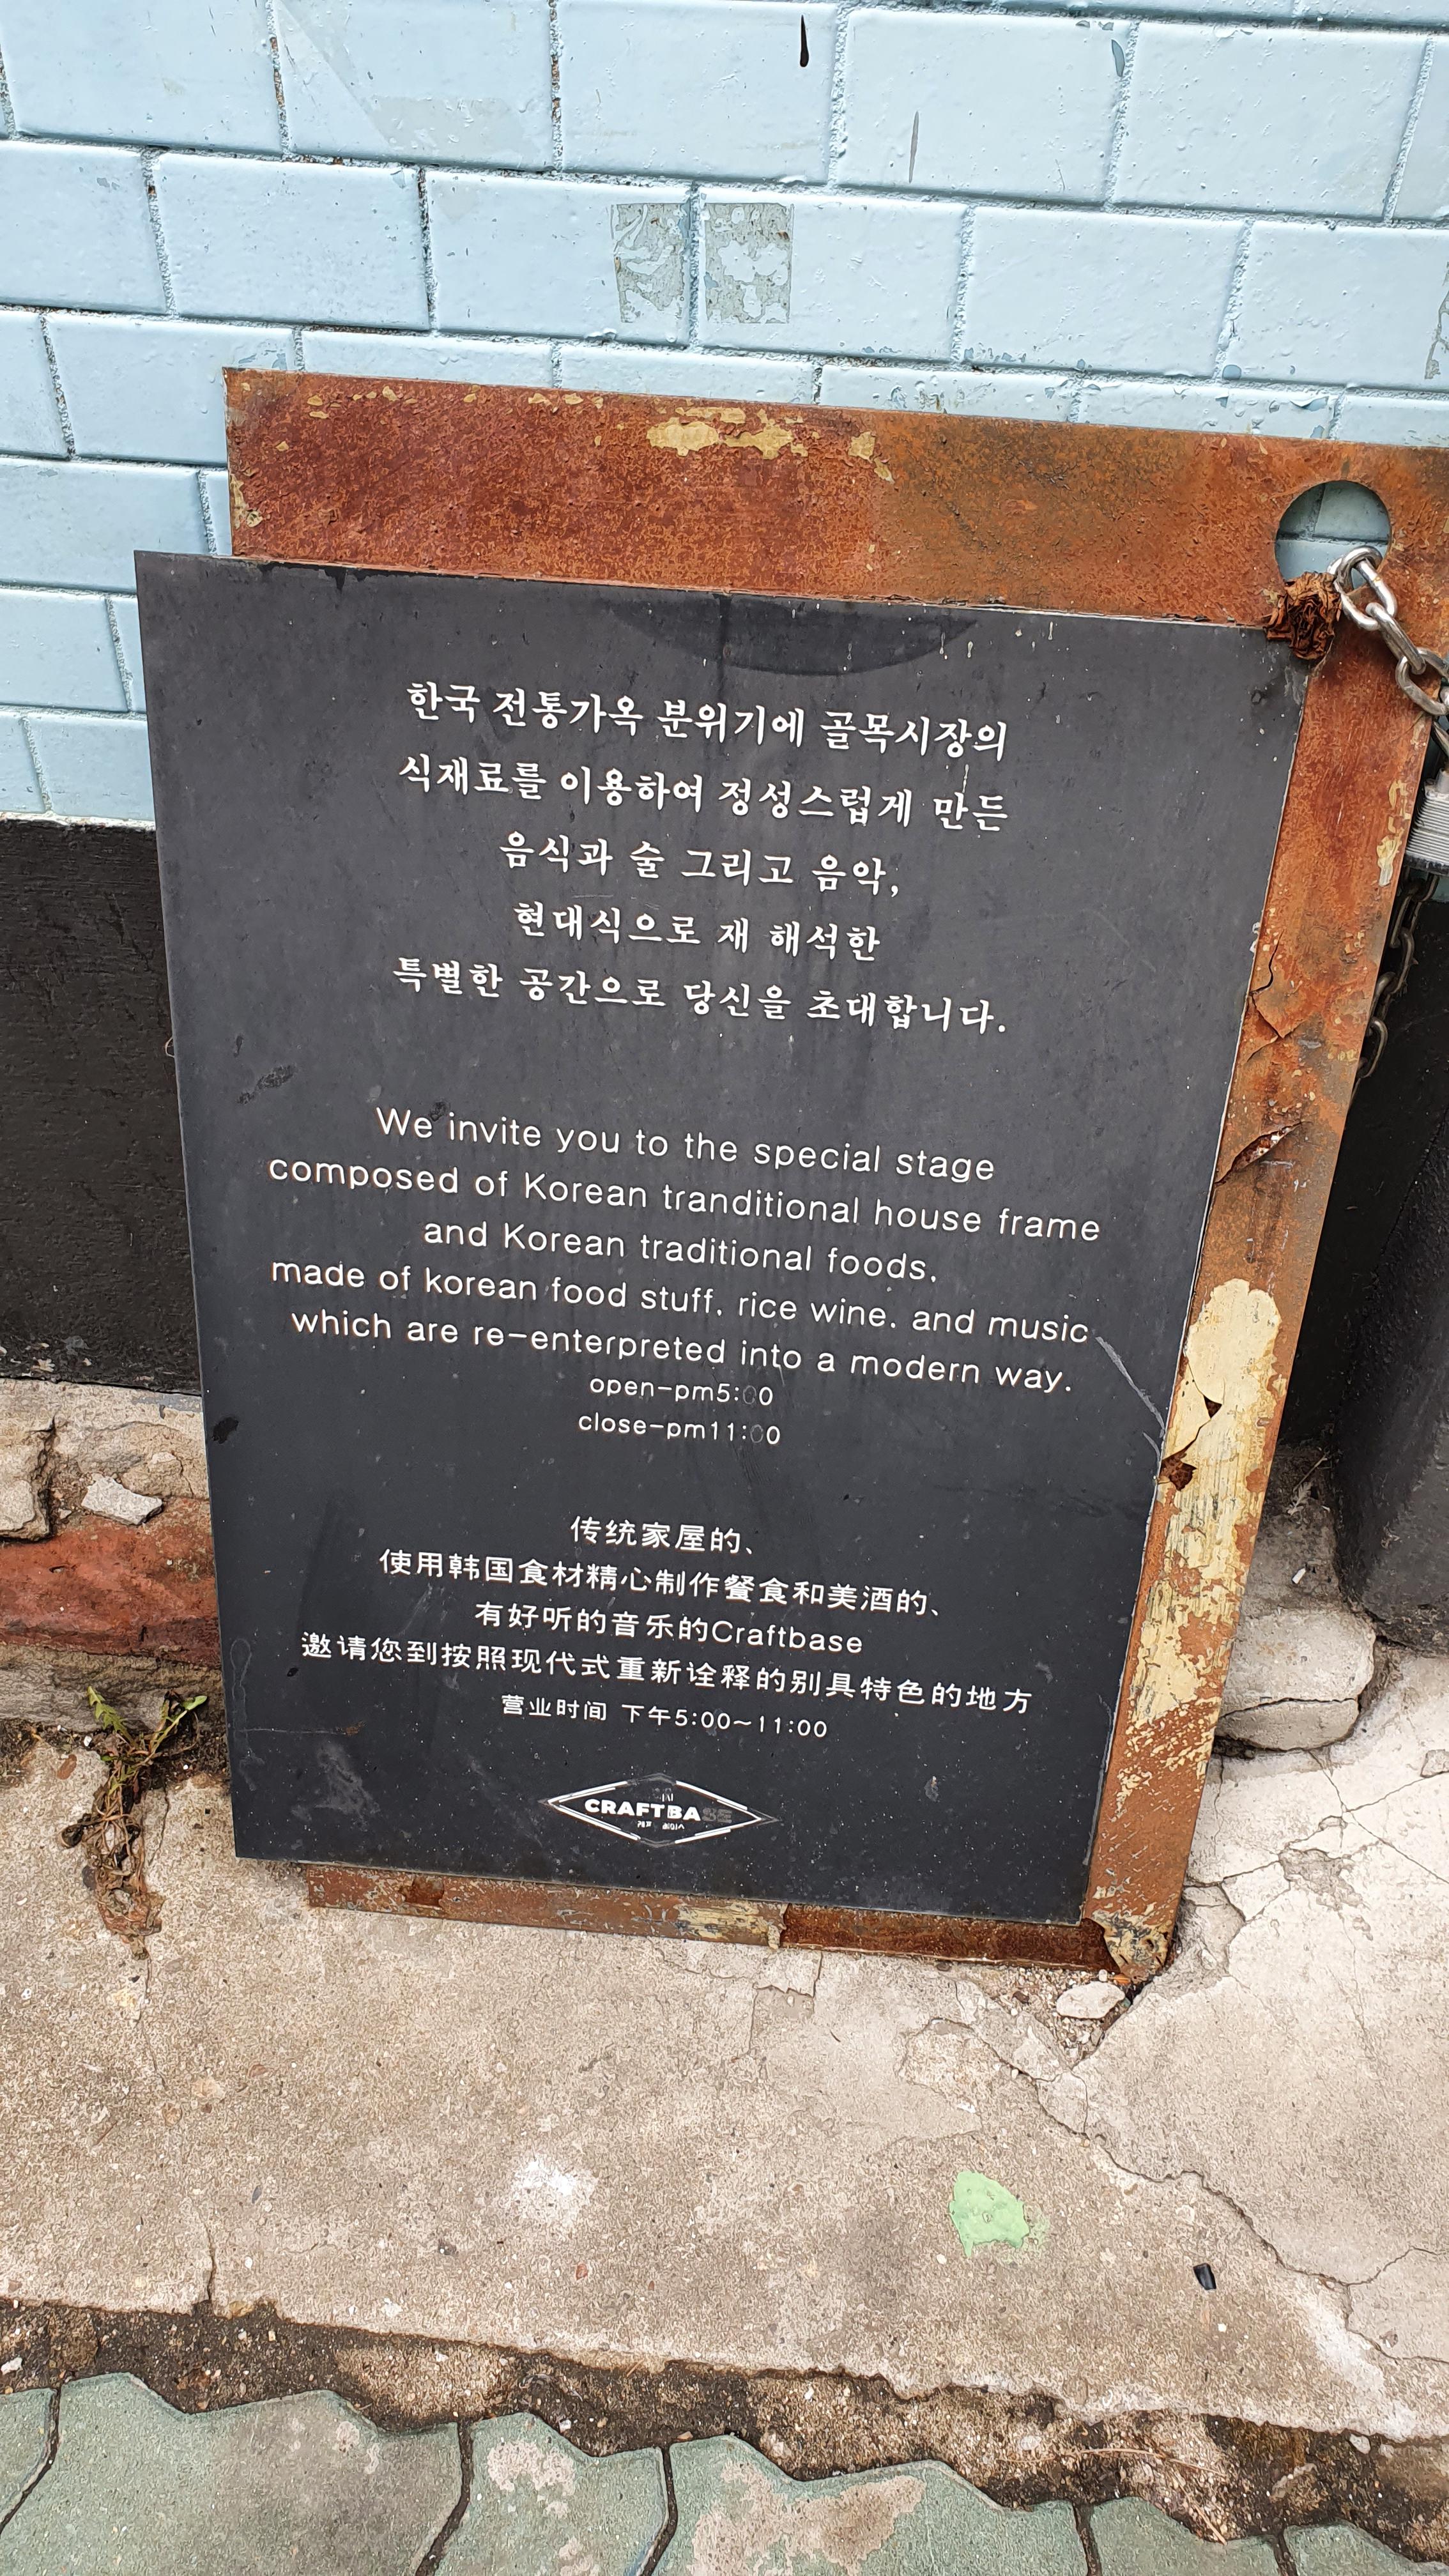 한국 전통가옥 분위기에 골목시장의
식재료를 이용하여 정성스럽게 만든
음식과 술 그리고 음악,
현대식으로 재 해석한
특별한 공간으로 당신을 초대합니다.
We invite you to the special stage
composed of Korean tranditional house frame
and Korean traditional foods,
made of korean food stuff, rice wine, and music
which are re-enterpreted into a modern way.
open-pm5:00
close-pm11:00
传统家屋的、
使用韩国食材精心制作餐食和美酒的、
有好听的音乐的Craftbase
邀请您到按照现代式重新诠释的别具特色的地方
营业时间 下午5:00~11:00
CRAFTBASE